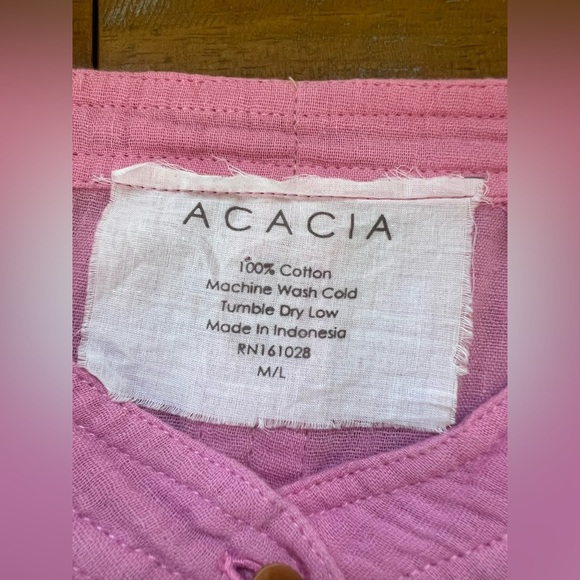 ACACIA
100% Cotton
Machine Wash Cold
Tumble Dry Low
Made In Indonesia
RN161028
M/L